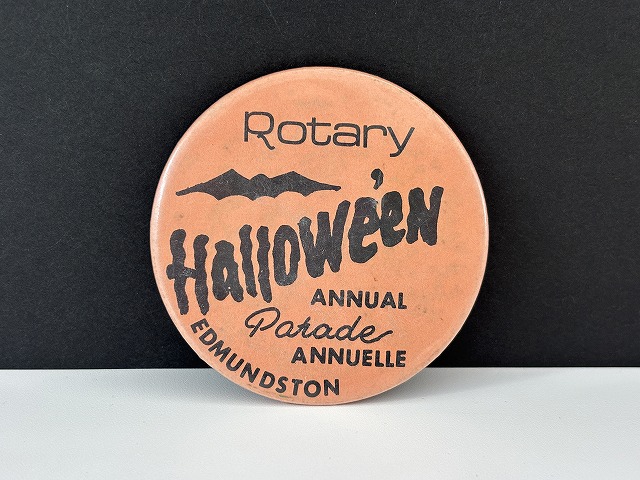 Rotary
Hallowe'en
ANNUAL
Parade
ANNUELLE
EDMUNDSTON